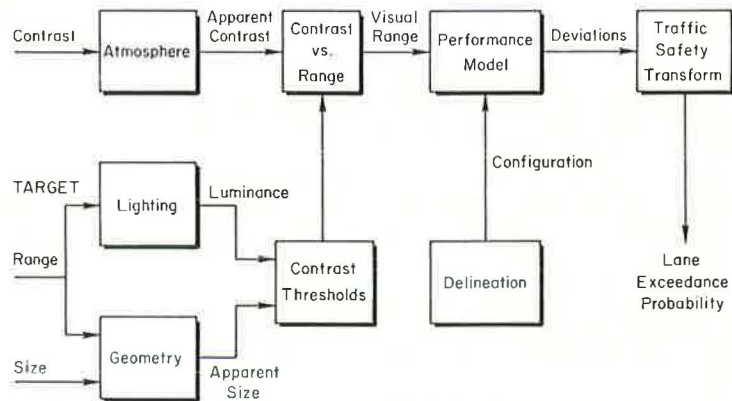 Contrast
Atmosphere
Apparent
Contrast
Contrast
vs.
Range
Visual
Range
Performance
Model
Deviations
Traffic
Safety
Transform
TARGET
Lighting
Luminance
Configuration
Range
Contrast
Thresholds
Delineation
Lane
Exceedance
Probability
Size
Geometry
Apparent
Size